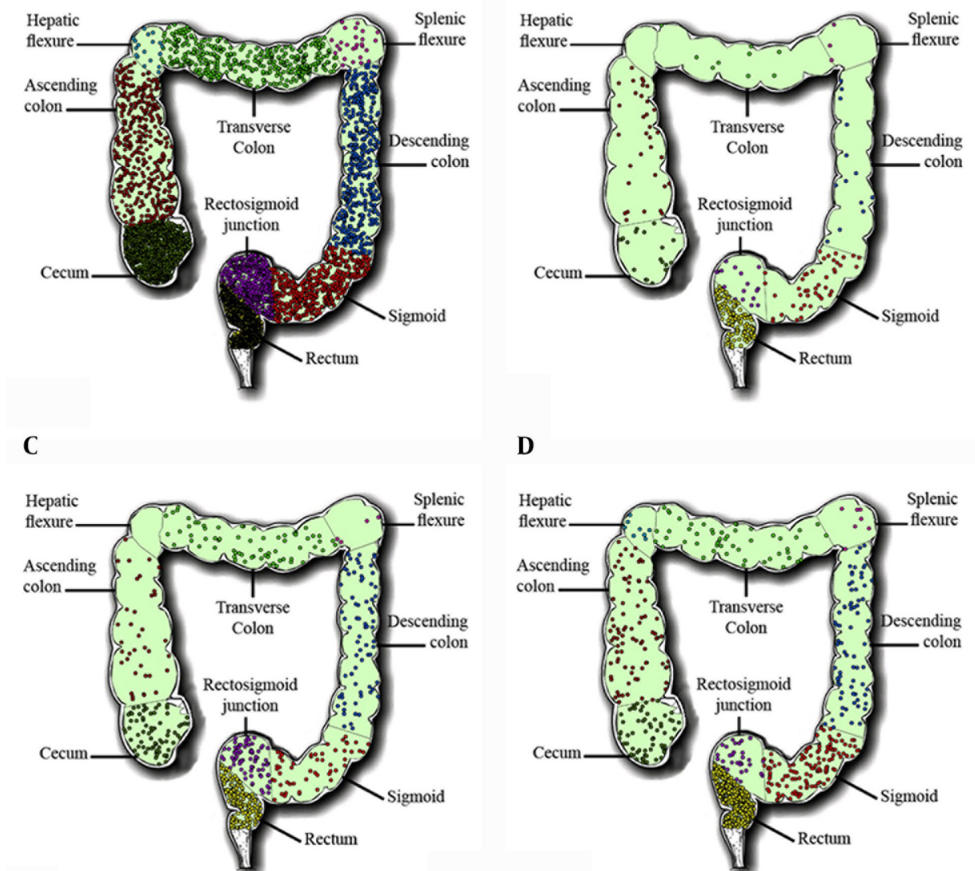 Hepatic
flexure
Splenic
flexure
Ascending
colon
Transverse
Colon
Descending
colon
Rectosigmoid
junction
Cecum
Sigmoid
Rectum
Hepatic
flexure
Splenic
flexure
Ascending
colon
Transverse
Colon
Descending
colon
Rectosigmoid
junction
Cecum
Sigmoid
Rectum
C
Hepatic
flexure
Splenic
flexure
Ascending
colon
Transverse
Colon
Descending
colon
Rectosigmoid
junction
Cecum
Sigmoid
Rectum
D
Hepatic
flexure
Splenic
flexure
Ascending
colon
Transverse
Colon
Descending
colon
Rectosigmoid
junction
Cecum
Sigmoid
Rectum